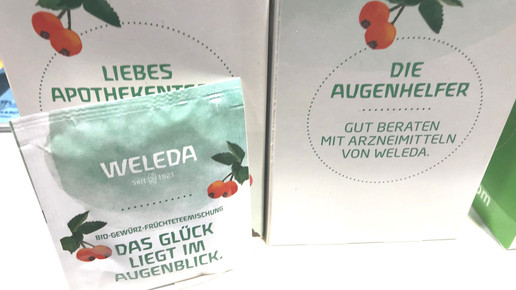 LIEBES
DIE
AUGENHELFER
GUT BERATEN
MIT ARZNEIMITTELN
VON WELEDA.
WELEDA
seit 1921
BIO-GEWÜRZ-FRÜCHTETEEMISCHUNG
DAS GLÜCK
LIEGT IM
AUGENBLICK.
om